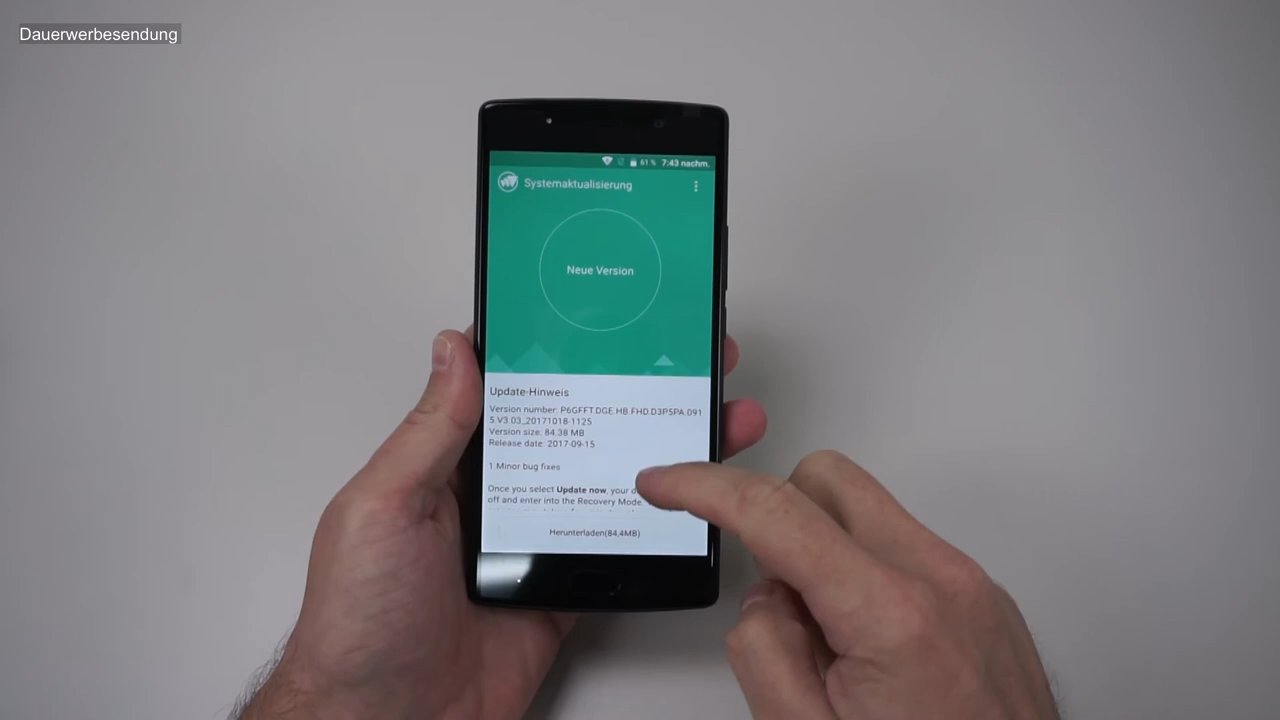 Dauerwerbesendung
61 % 7:43 nachm.
Systemaktualisierung
Neue Version
Update-Hinweis
Version number: P6GFFT.DGE.HB.FHD.D3P5PA.091
5.V3.03_20171018-1125
Version size: 84.38 MB
Release date: 2017-09-15
1.Minor bug fixes
Once you select Update now, your
off and enter into the Recovery Mode.
Herunterladen(84,4MB)